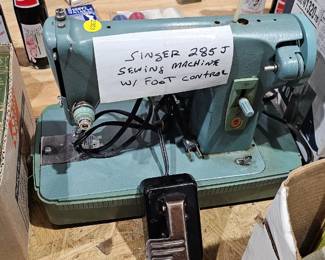 SINGER 285J
SEWING MACHINE
W/ FOOT CONTROL